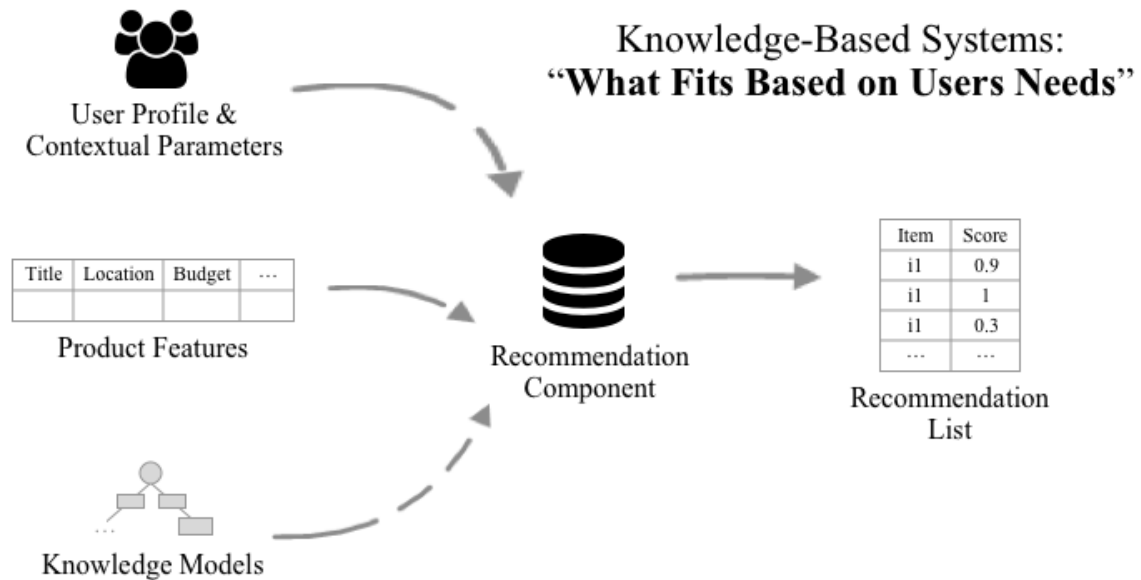 Knowledge-Based Systems:
“What Fits Based on Users Needs”
User Profile &
Contextual Parameters
Title Location Budget ...
Product Features
...
Knowledge Models
Recommendation
Component
Item Score
i1 0.9
i1 1
i1 0.3
... ...
Recommendation
List